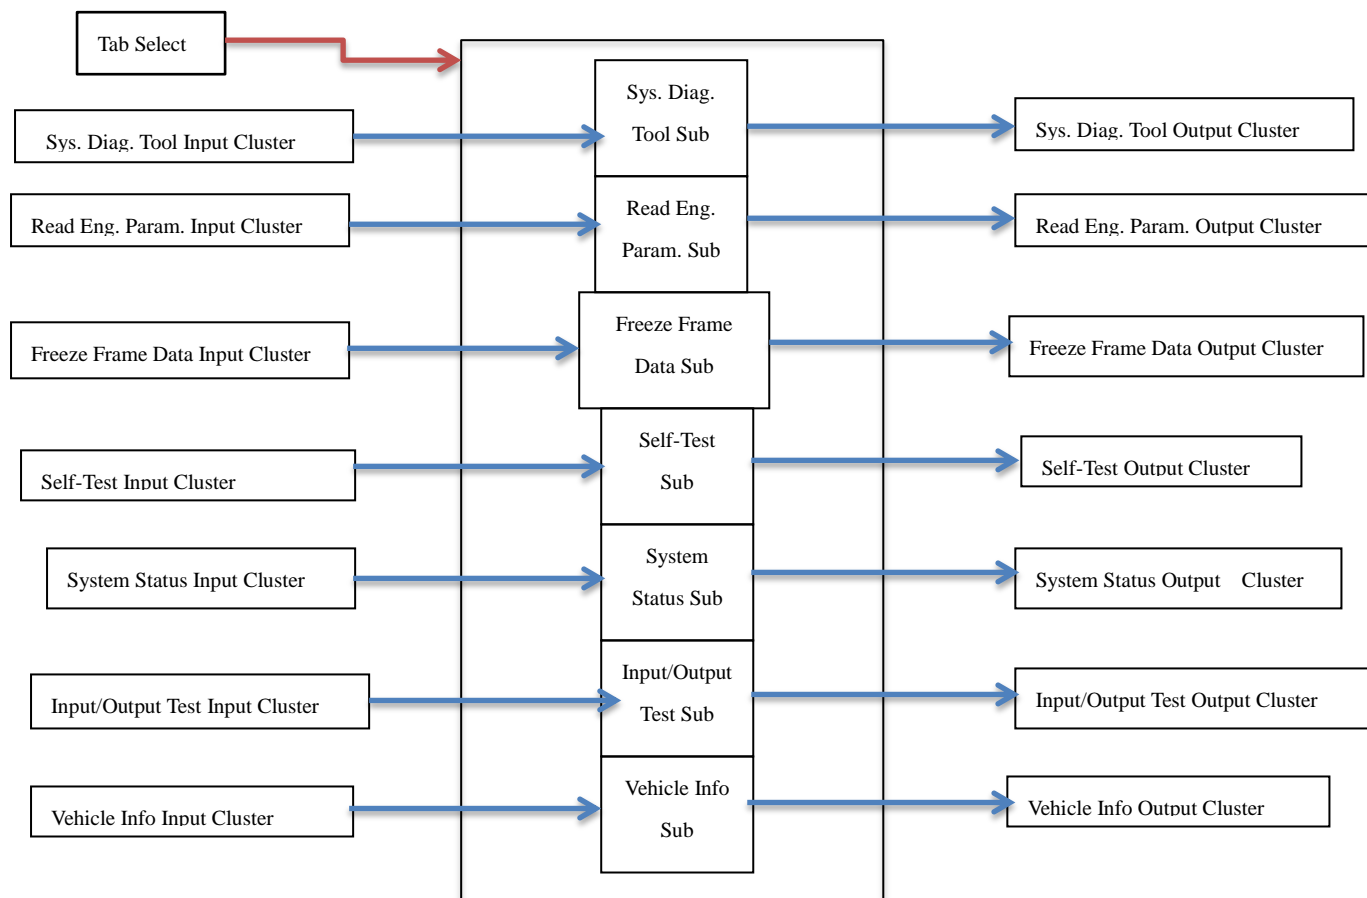 Tab Select
Sys. Diag. Tool Input Cluster
Sys. Diag.
Tool Sub
Sys. Diag. Tool Output Cluster
Read Eng. Param. Input Cluster
Read Eng.
Param. Sub
Read Eng. Param. Output Cluster
Freeze Frame Data Input Cluster
Freeze Frame
Data Sub
Freeze Frame Data Output Cluster
Self-Test Input Cluster
Self-Test
Sub
Self-Test Output Cluster
System Status Input Cluster
System
Status Sub
System Status Output Cluster
Input/Output Test Input Cluster
Input/Output
Test Sub
Input/Output Test Output Cluster
Vehicle Info Input Cluster
Vehicle Info
Sub
Vehicle Info Output Cluster